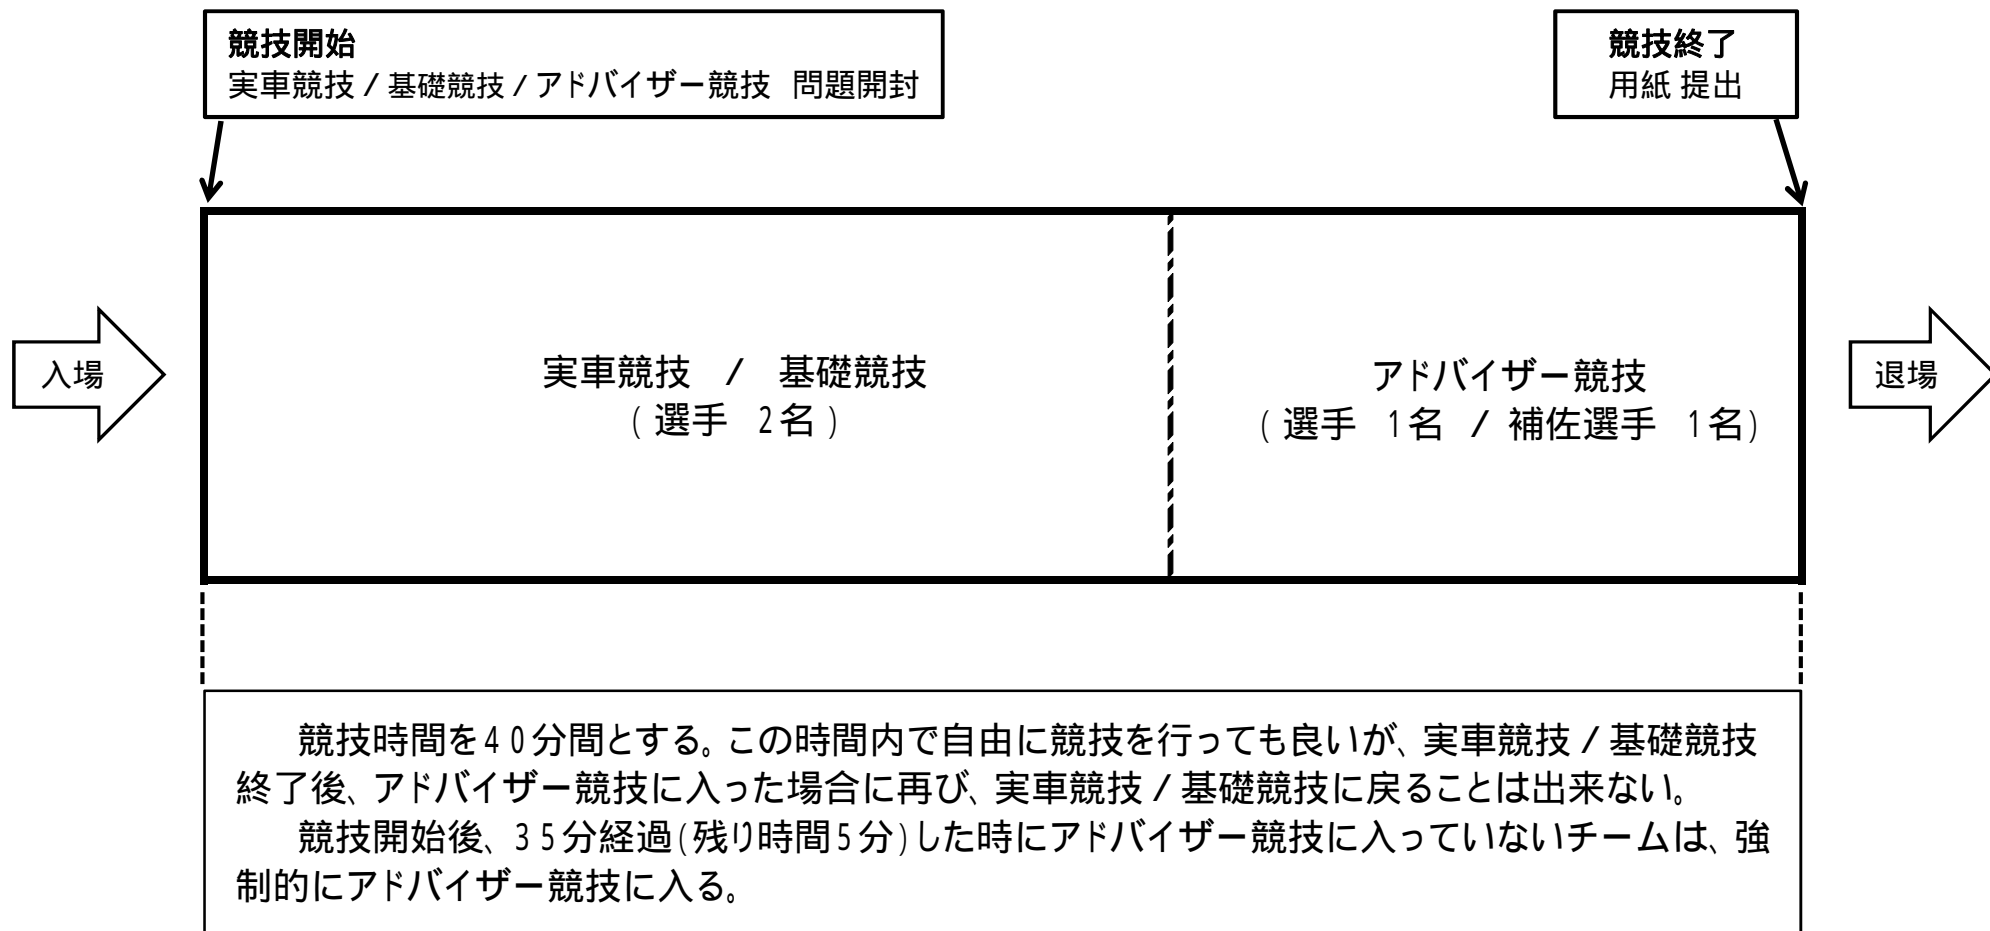 競技開始
実車競技 / 基礎競技 / アドバイザー競技 問題開封
競技終了
用紙 提出
入場
実車競技 / 基礎競技
( 選手 2名 )
アドバイザー競技
( 選手 1名 / 補佐選手 1名)
退場
競技時間を40分間とする。この時間内で自由に競技を行っても良いが、実車競技 / 基礎競技
終了後、アドバイザー競技に入った場合に再び、実車競技 / 基礎競技に戻ることは出来ない。
競技開始後、35分経過(残り時間5分)した時にアドバイザー競技に入っていないチームは、強
制的にアドバイザー競技に入る。